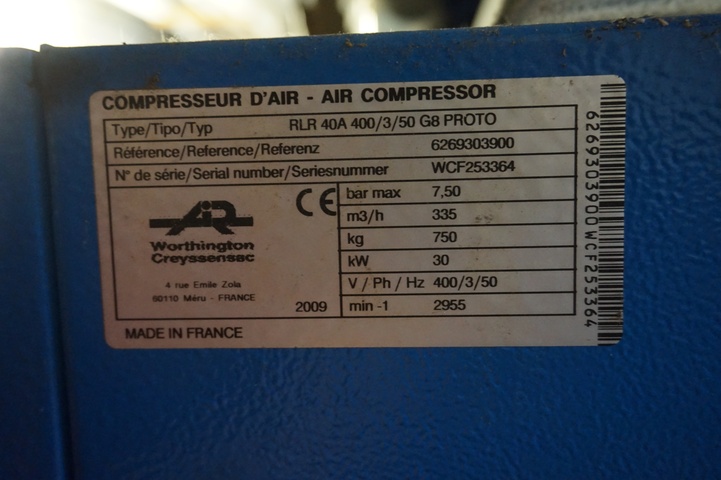 COMPRESSEUR D'AIR - AIR COMPRESSOR
Type/Tipo/Typ RLR 40A 400/3/50 G8 PROTO
Référence/Reference/Referenz 6269303900
N° de série/Serial number/Seriesnummer WCF253364
bar max 7,50
m3/h 335
kg 750
kW 30
V / Ph / Hz 400/3/50
min -1 2955
CE
AIR
Worthington
Creyssensac
4 rue Emile Zola
60110 Méru - FRANCE
2009
MADE IN FRANCE
6269303900WCF253364